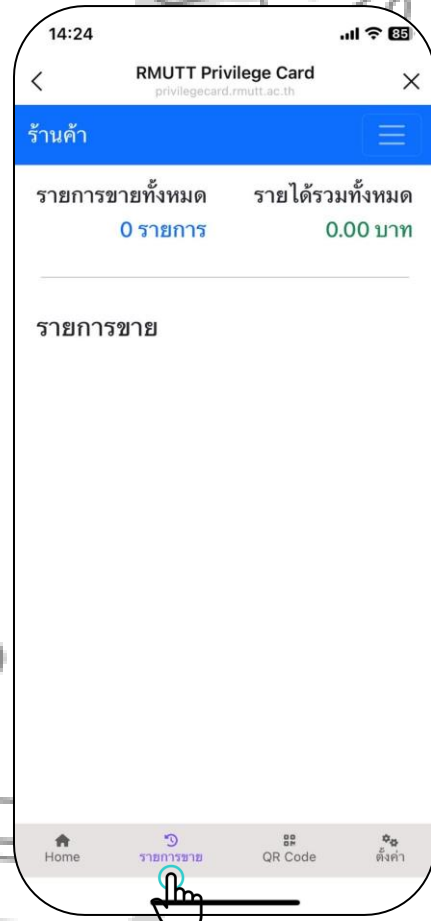 14:24
85
RMUTT Privilege Card
privilegecard.rmutt.ac.th
ร้านค้า
รายการขายทั้งหมด รายได้รวมทั้งหมด
0 รายการ 0.00 บาท
รายการขาย
Home รายการขาย QR Code ตั้งค่า